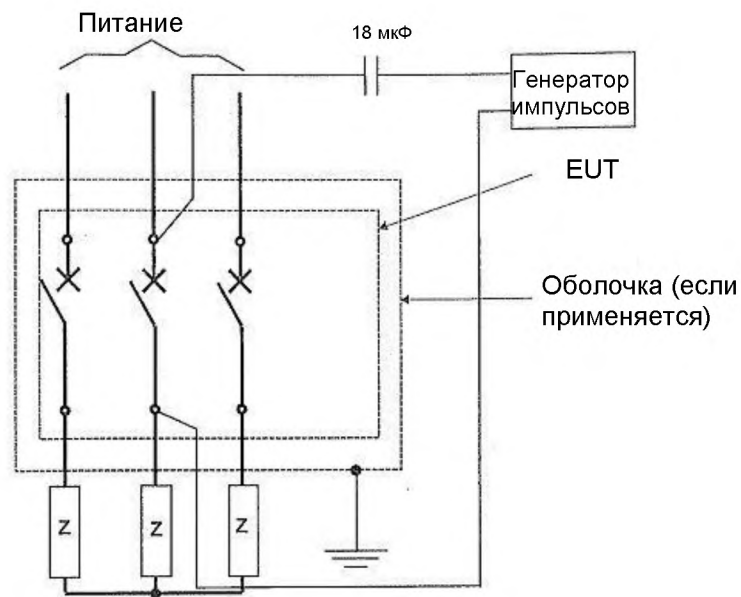 Питание
18 мкФ
Генератор
импульсов
EUT
Оболочка (если
применяется)
Z
Z
Z